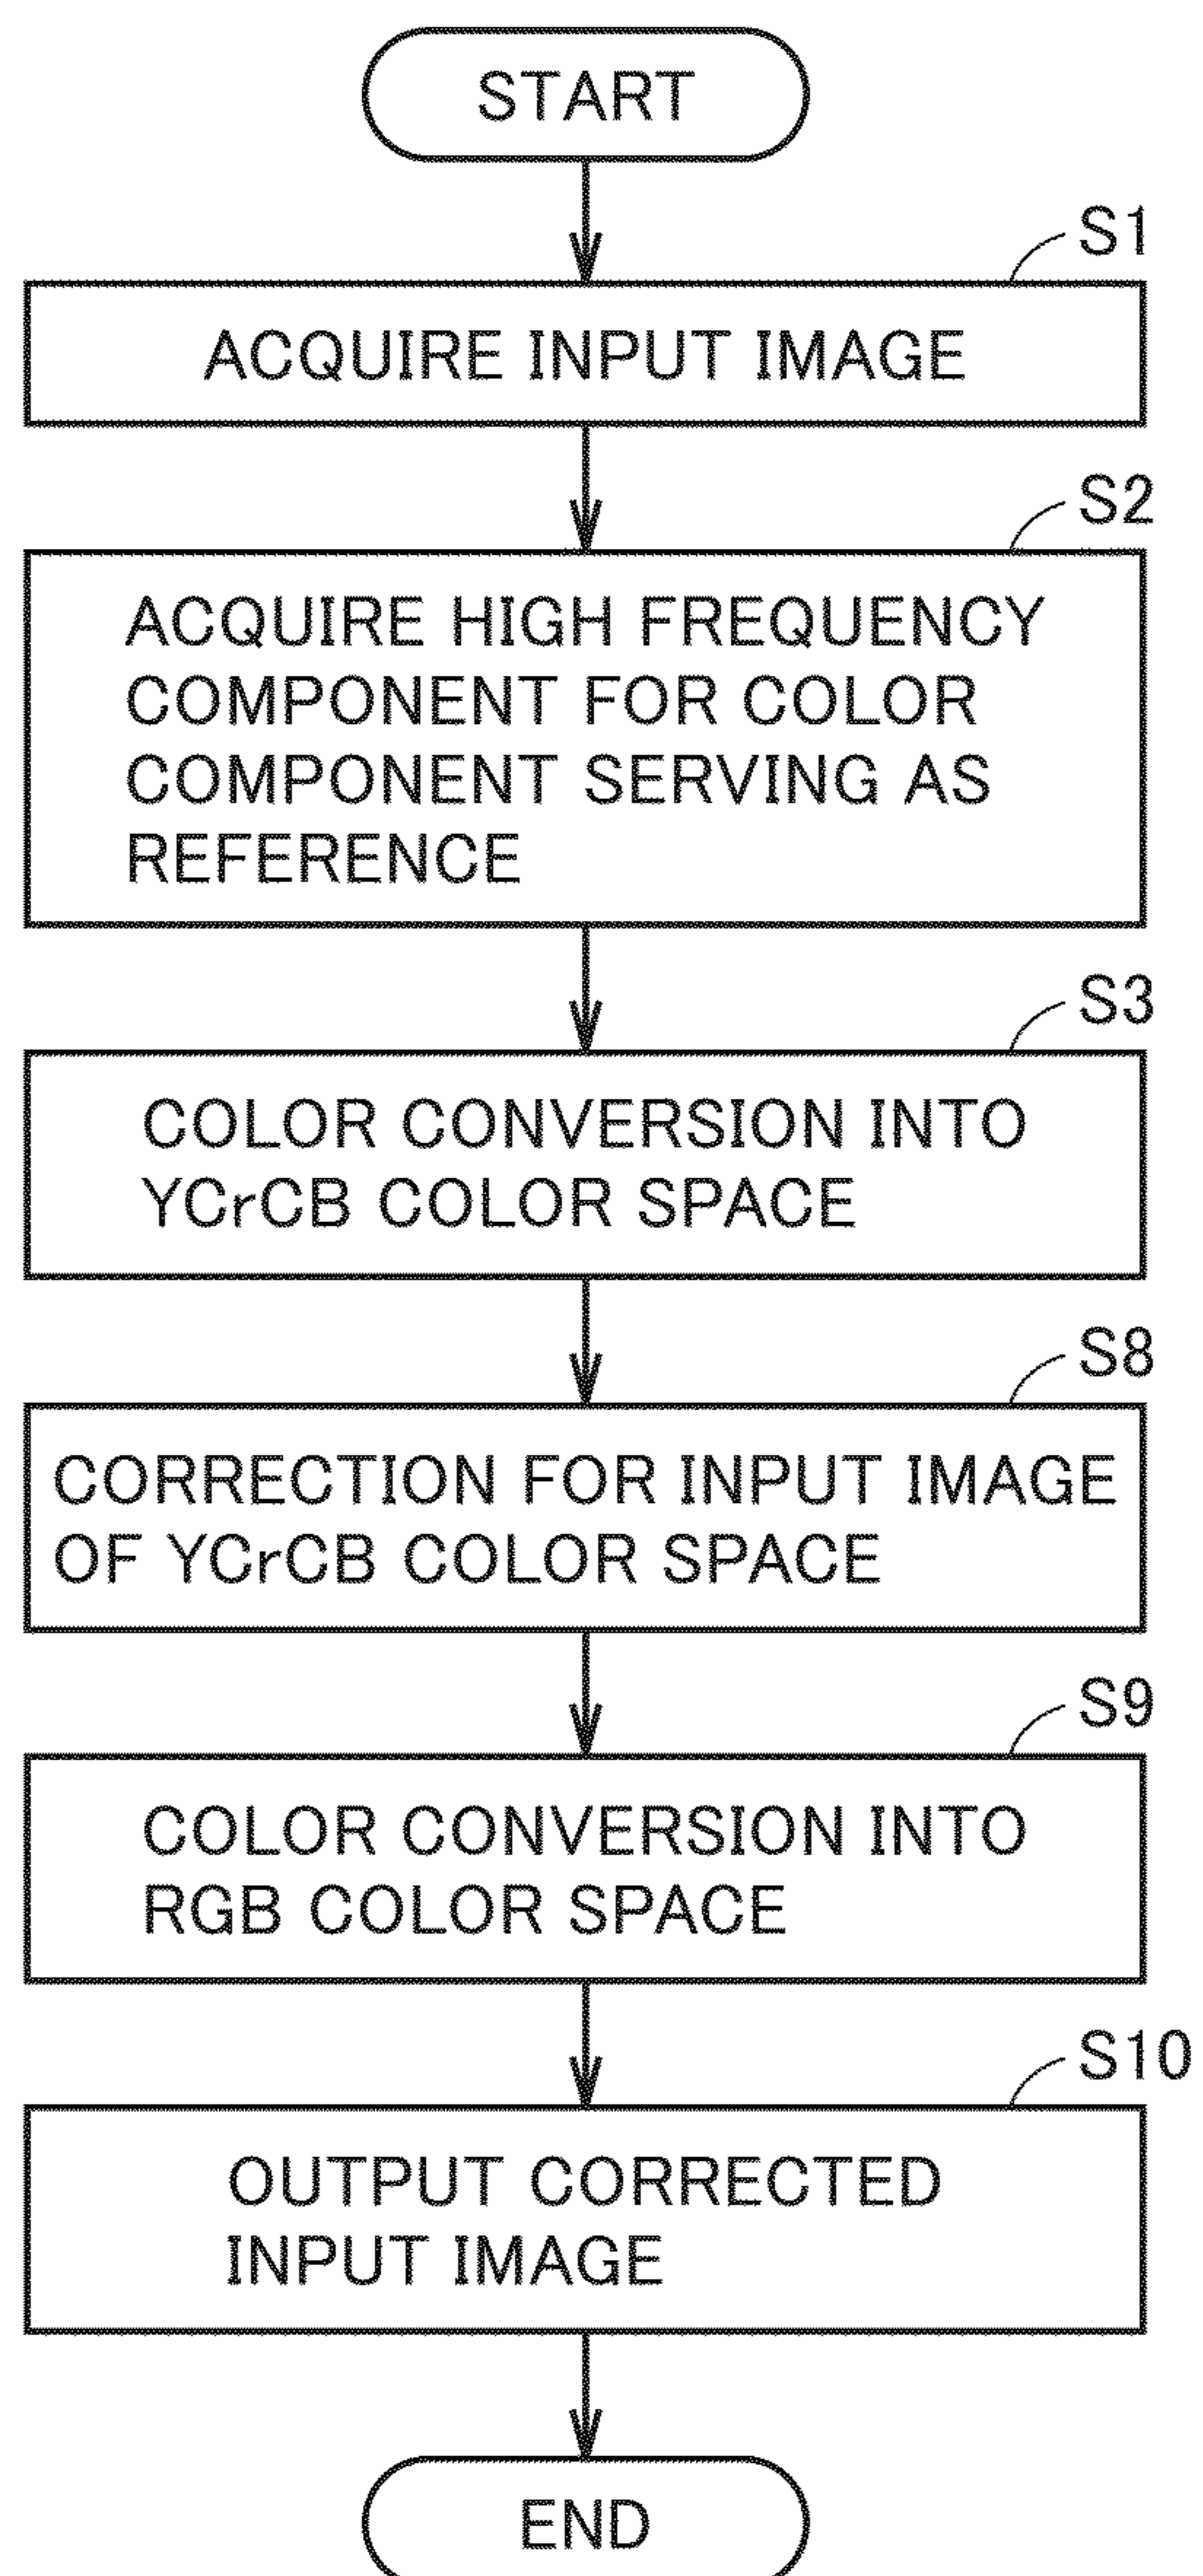 START
S1
ACQUIRE INPUT IMAGE
S2
ACQUIRE HIGH FREQUENCY
COMPONENT FOR COLOR
COMPONENT SERVING AS
REFERENCE
S3
COLOR CONVERSION INTO
YCrCB COLOR SPACE
S8
CORRECTION FOR INPUT IMAGE
OF YCrCB COLOR SPACE
S9
COLOR CONVERSION INTO
RGB COLOR SPACE
S10
OUTPUT CORRECTED
INPUT IMAGE
END